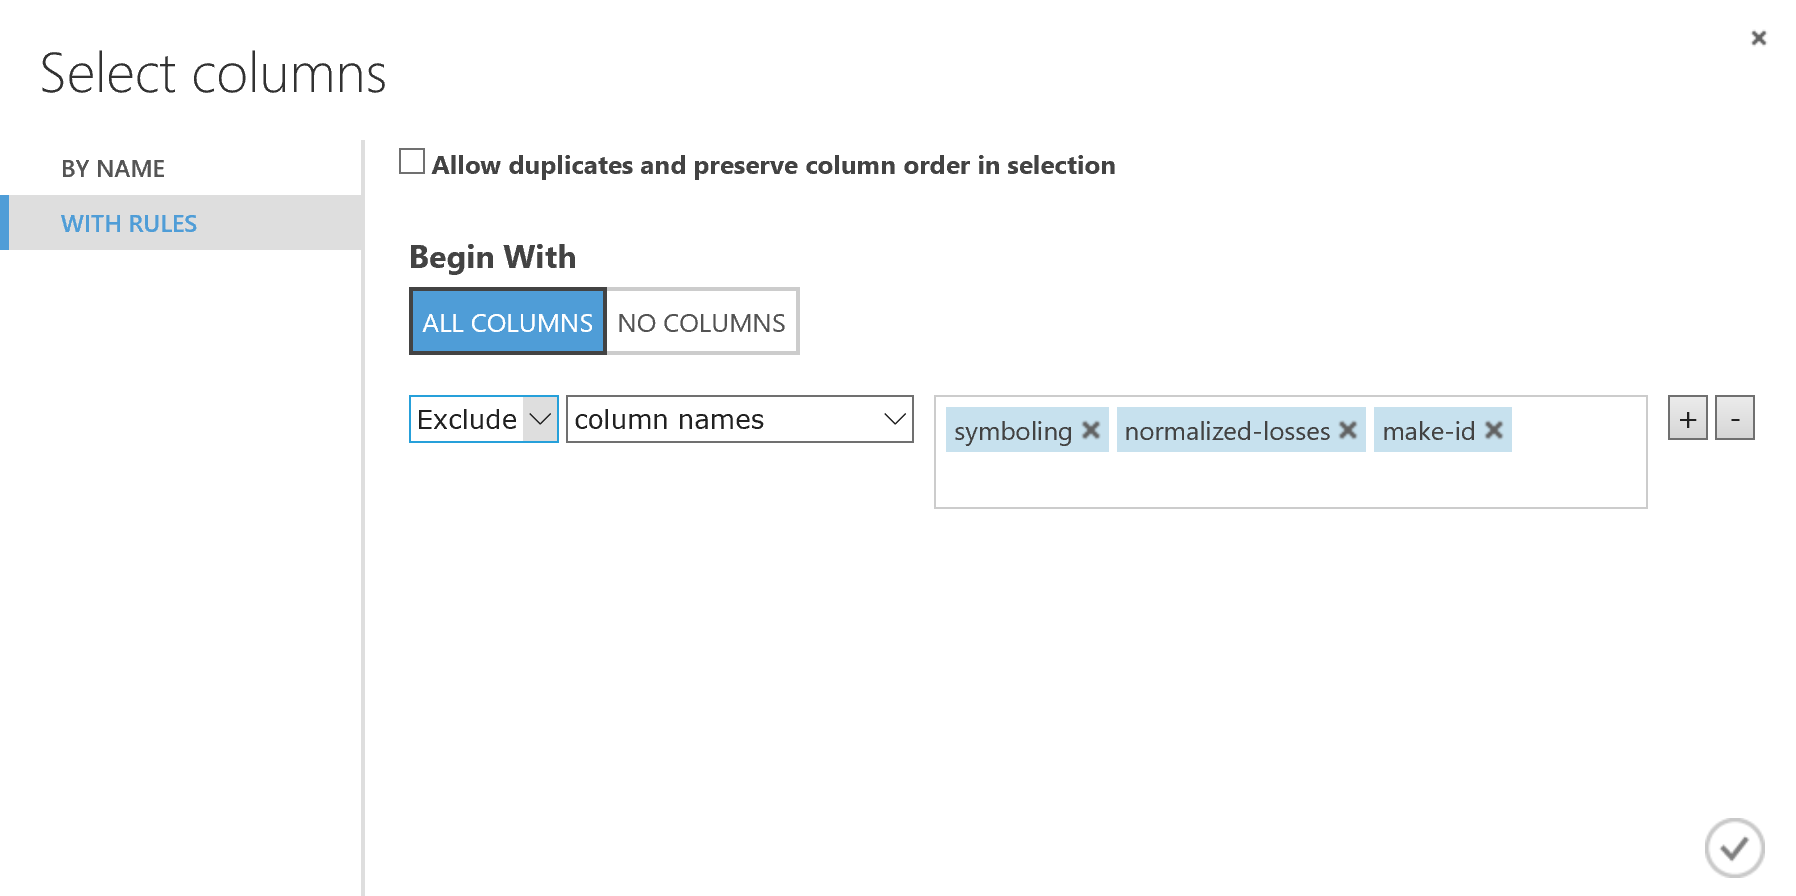 Select columns
BY NAME
WITH RULES
Allow duplicates and preserve column order in selection
Begin With
ALL COLUMNS NO COLUMNS
Exclude column names symboling normalized-losses make-id + -